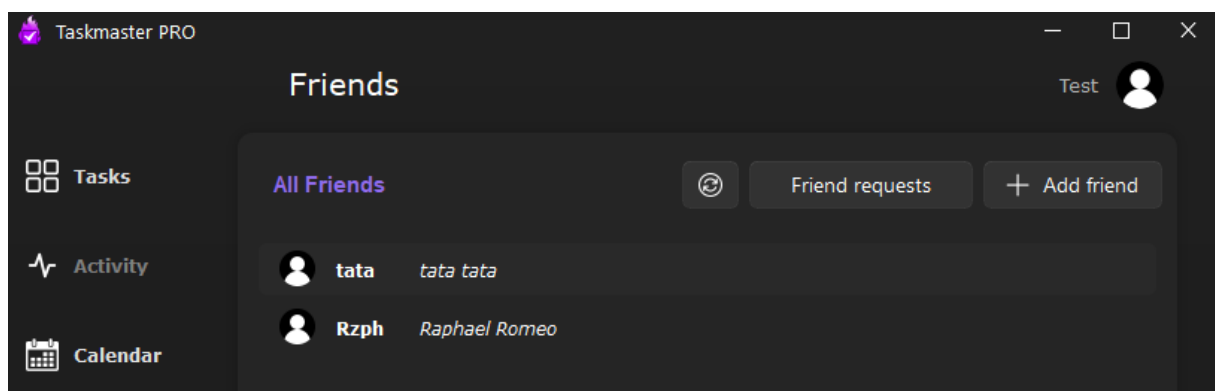 Taskmaster PRO
Friends
Test
Tasks
All Friends
Friend requests
Add friend
Activity
tata tata tata
Rzph Raphael Romeo
Calendar